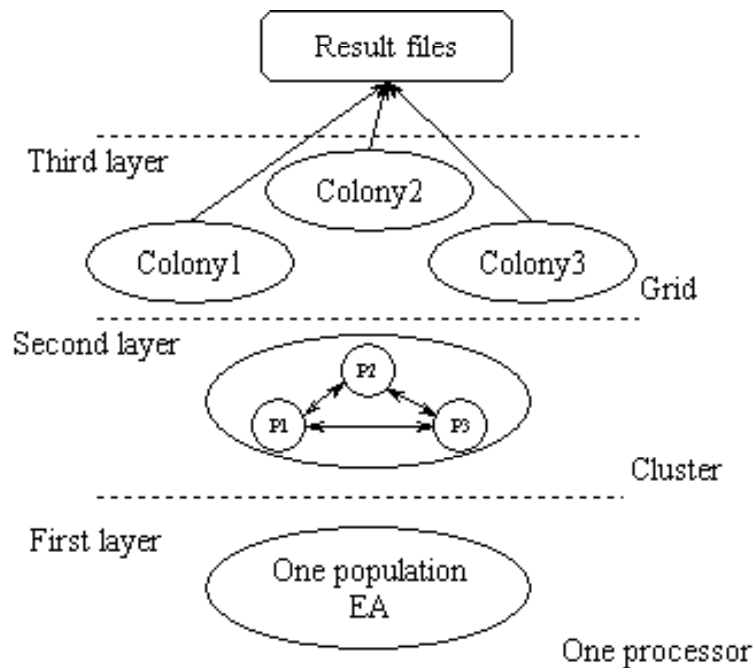 Result files
Third layer
Colony2
Colony1
Colony3
Grid
Second layer
P2
P1
P3
Cluster
First layer
One population
EA
One processor